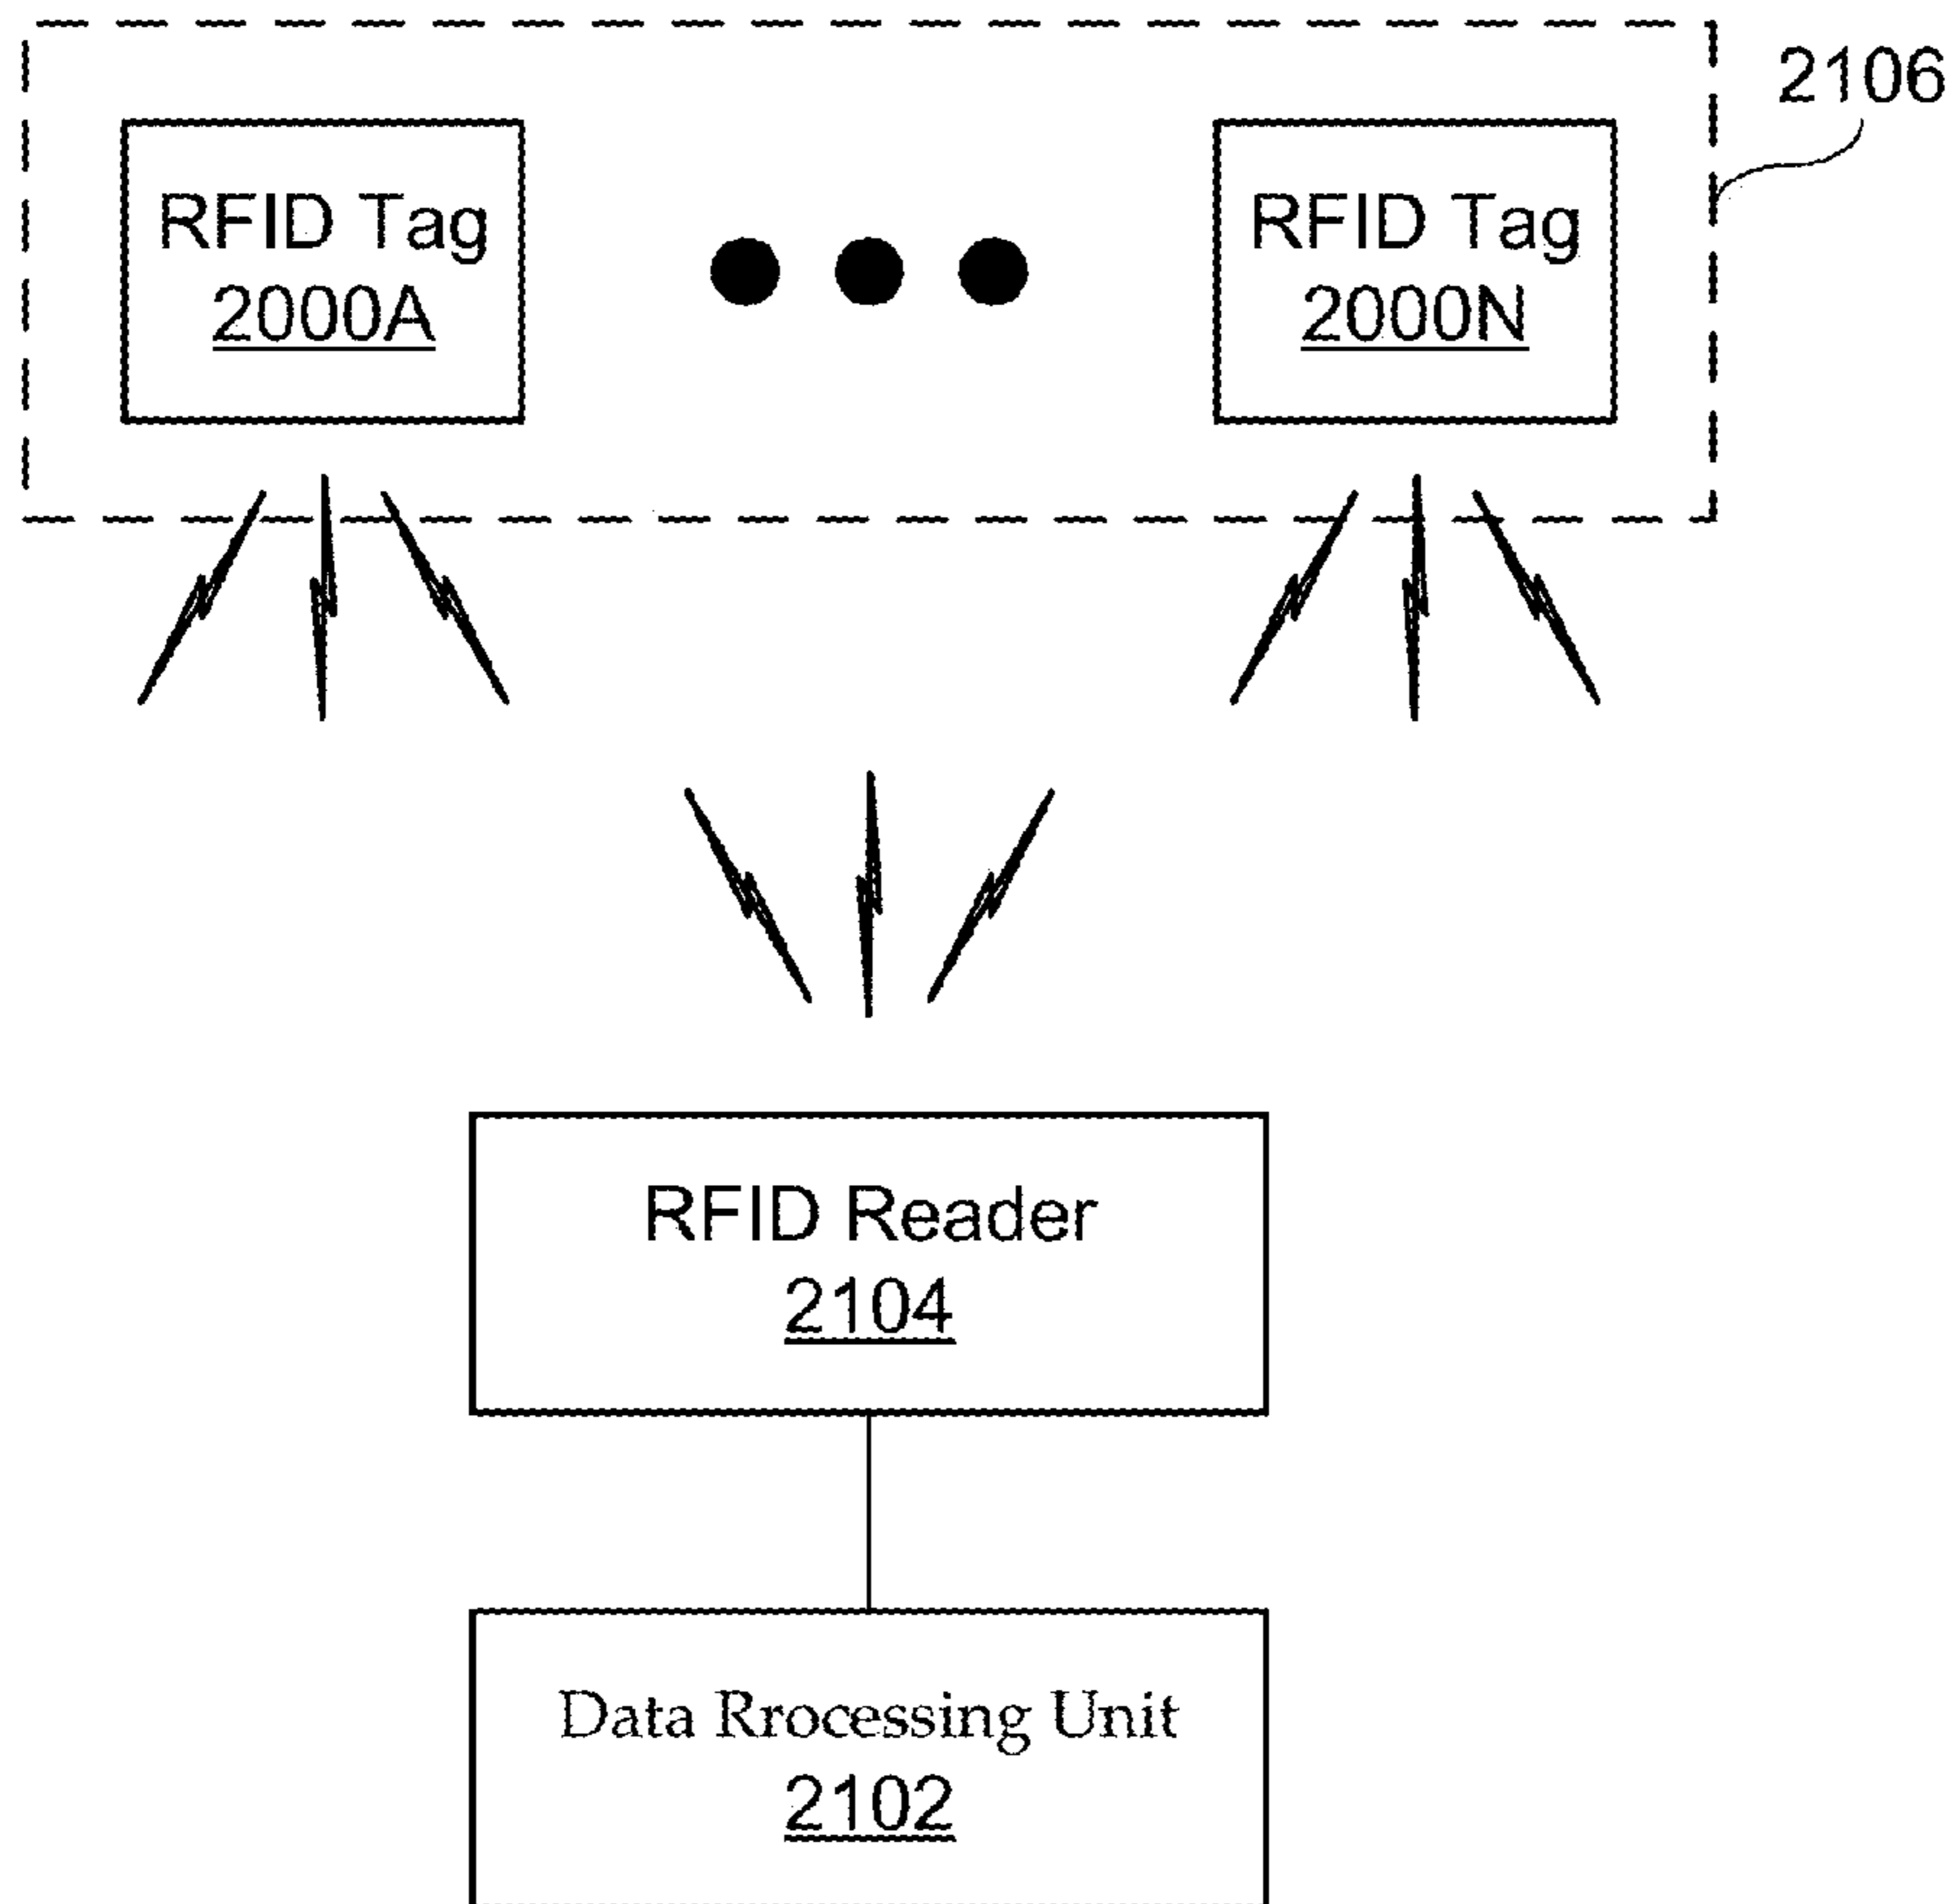 2106
RFID Tag
2000A
RFID Tag
2000N
RFID Reader
2104
Data Rrocessing Unit
2102